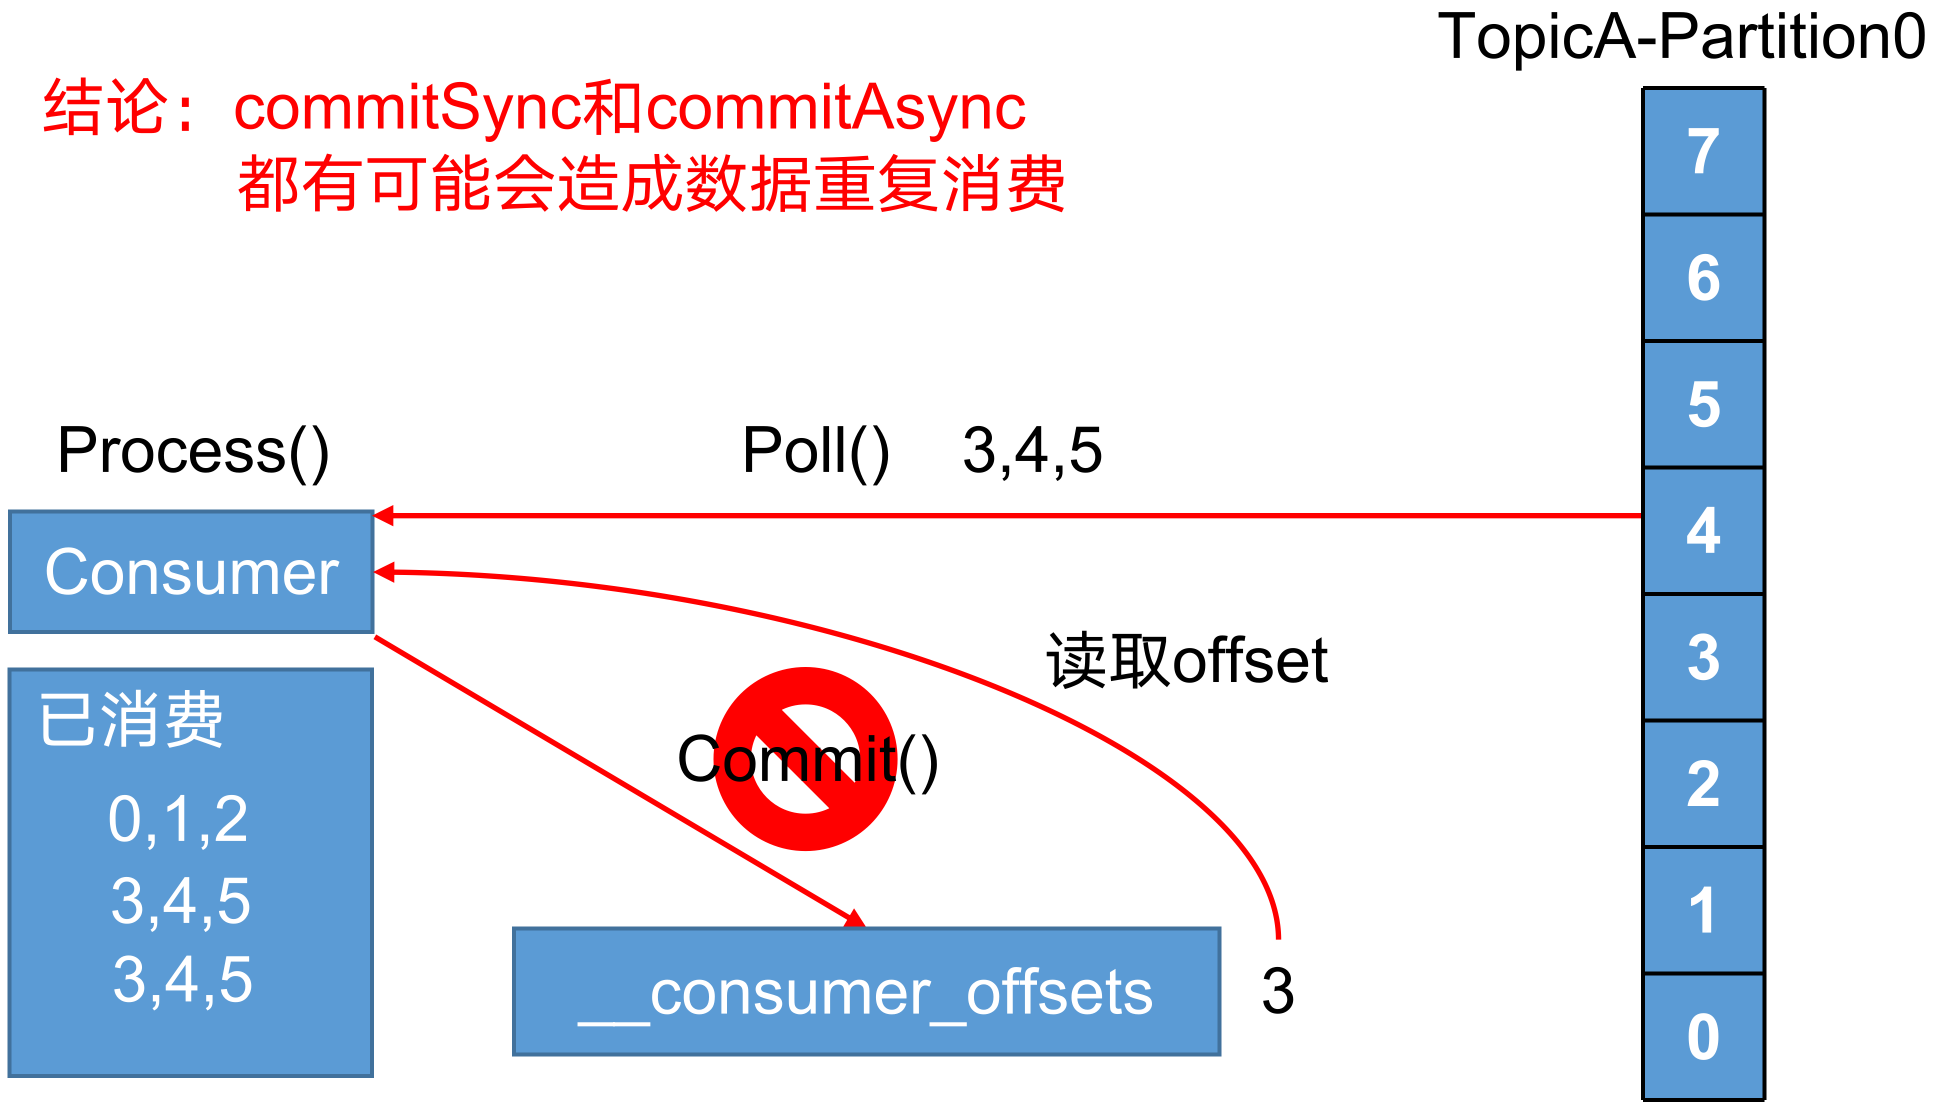 TopicA-Partition0
结论：commitSync和commitAsync
都有可能会造成数据重复消费
7
6
5
4
3
2
1
0
Process()
Poll() 3,4,5
Consumer
读取offset
已消费
0,1,2
3,4,5
3,4,5
Commit()
__consumer_offsets
3